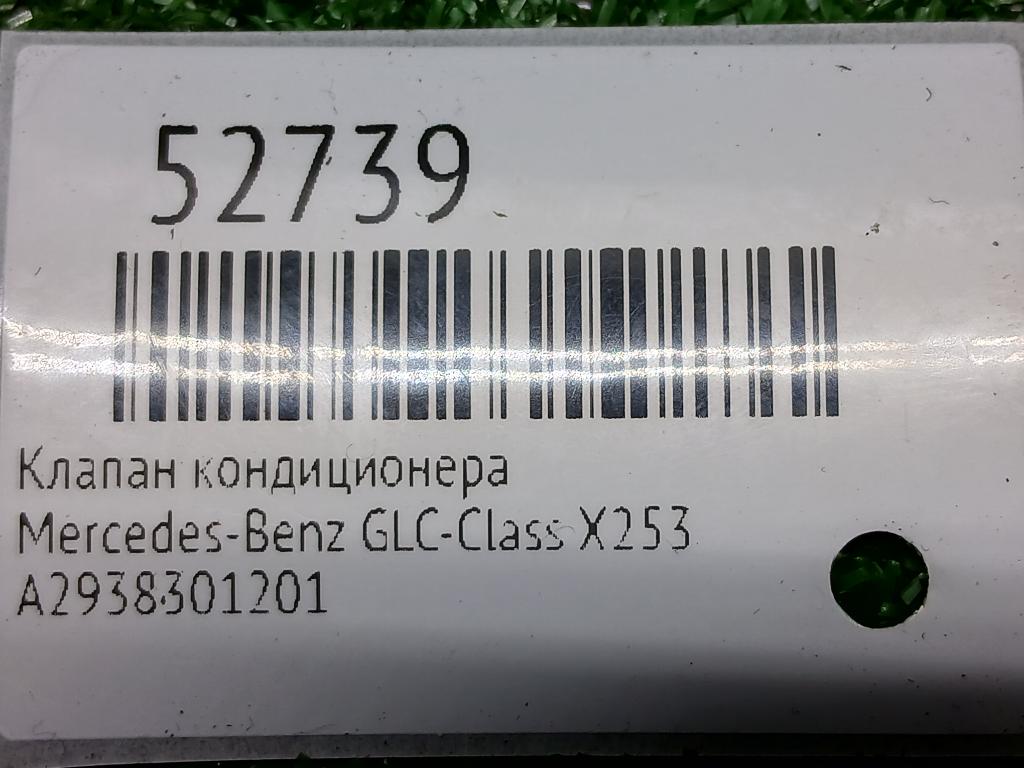 52739
Клапан кондиционера
Mercedes-Benz GLC-Class X253
A2938301201